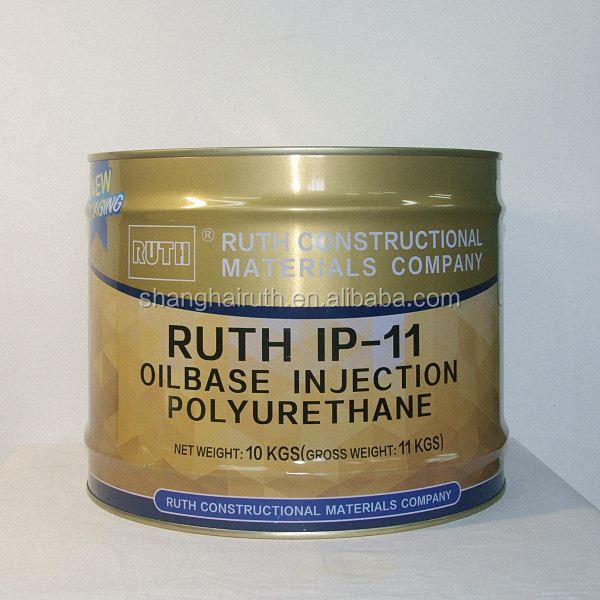 NEW
RUTH ® RUTH CONSTRUCTIONAL
MATERIALS COMPANY
shanghairuth.en.alibaba.com
RUTH IP-11
OILBASE INJECTION
POLYURETHANE
NET WEIGHT: 10 KGS(GROSS WEIGHT: 11 KGS)
RUTH CONSTRUCTIONAL MATERIALS COMPANY